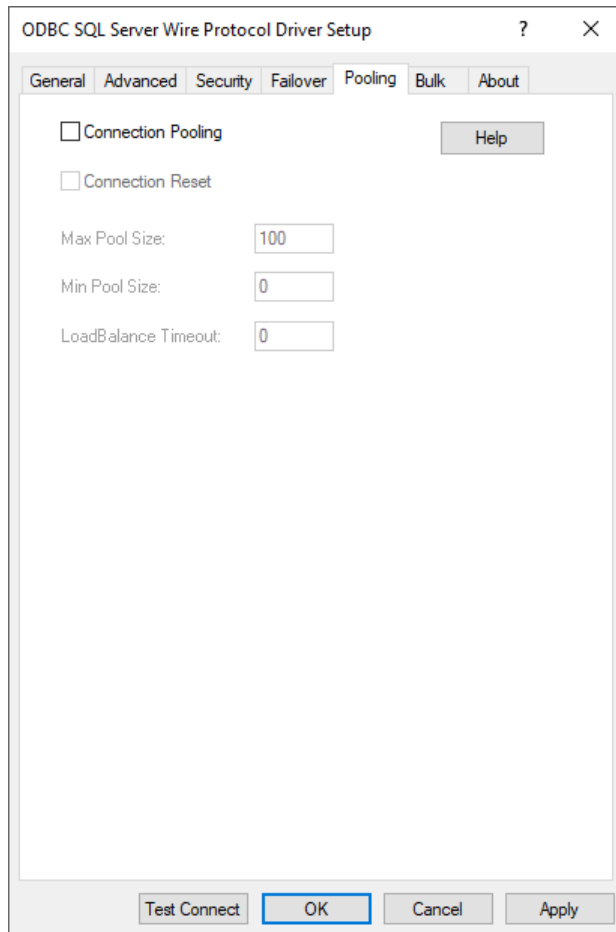 ODBC SQL Server Wire Protocol Driver Setup ?
General Advanced Security Failover Pooling Bulk About
Connection Pooling Help
Connection Reset
Max Pool Size: 100
Min Pool Size: 0
LoadBalance Timeout: 0
Test Connect OK Cancel Apply